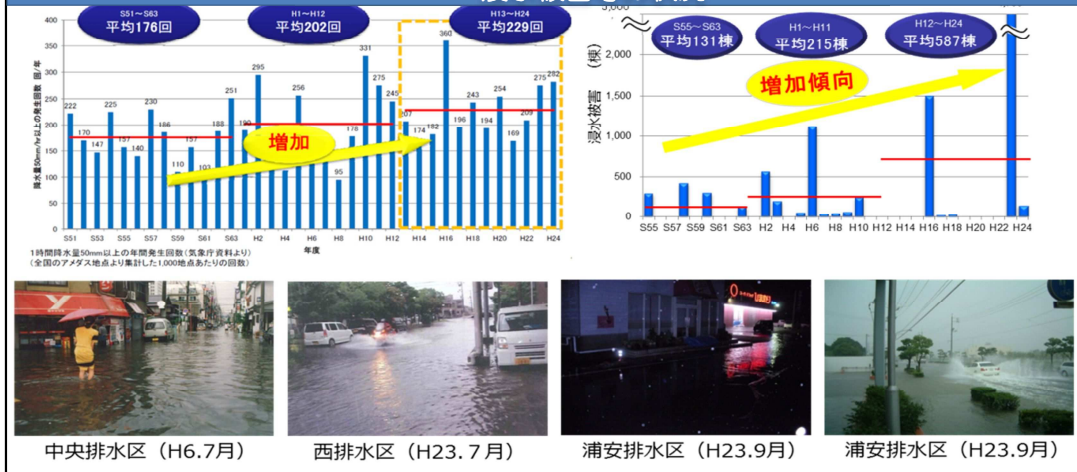 S51~S63
平均176回
H1~H12
平均202回
H13~H24
平均229回
降水量50mm/hr以上の発生回数 回/年
400
350
300
250
200
150
100
50
0
222
170
147
225
157
140
230
186
110
157
103
188
251
190
295
256
95
178
331
275
245
207
174
182
360
196
243
194
254
169
209
275
282
増加
S51 S53 S55 S57 S59 S61 S63 H2 H4 H6 H8 H10 H12 H14 H16 H18 H20 H22 H24
年度
1時間降水量50mm以上の年間発生回数(気象庁資料より)
(全国のアメダス地点より集計した1,000地点あたりの回数)
S55~S63
平均131棟
H1~H11
平均215棟
H12~H24
平均587棟
浸水被害 (棟)
2,000
1,500
1,000
500
0
増加傾向
S55 S57 S59 S61 S63 H2 H4 H6 H8 H10 H12 H14 H16 H18 H20 H22 H24
中央排水区(H6.7月)
西排水区(H23.7月)
浦安排水区(H23.9月)
浦安排水区(H23.9月)